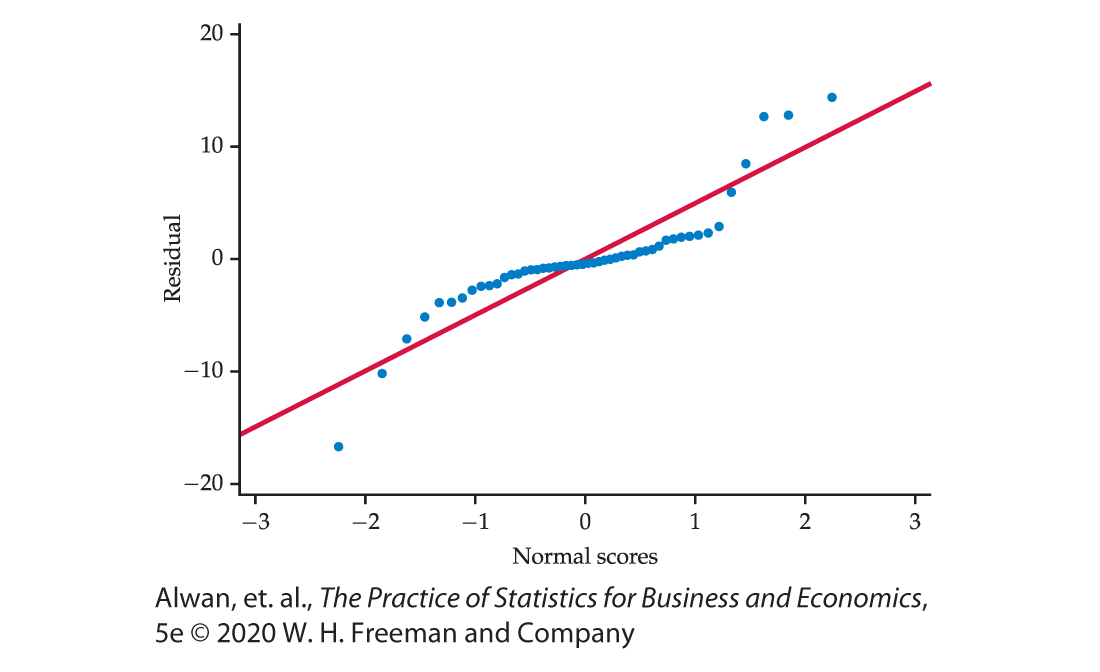 20
10
0
−10
−20
Residual
−3 −2 −1 0 1 2 3
Normal scores
Alwan, et. al., The Practice of Statistics for Business and Economics,
5e © 2020 W. H. Freeman and Company